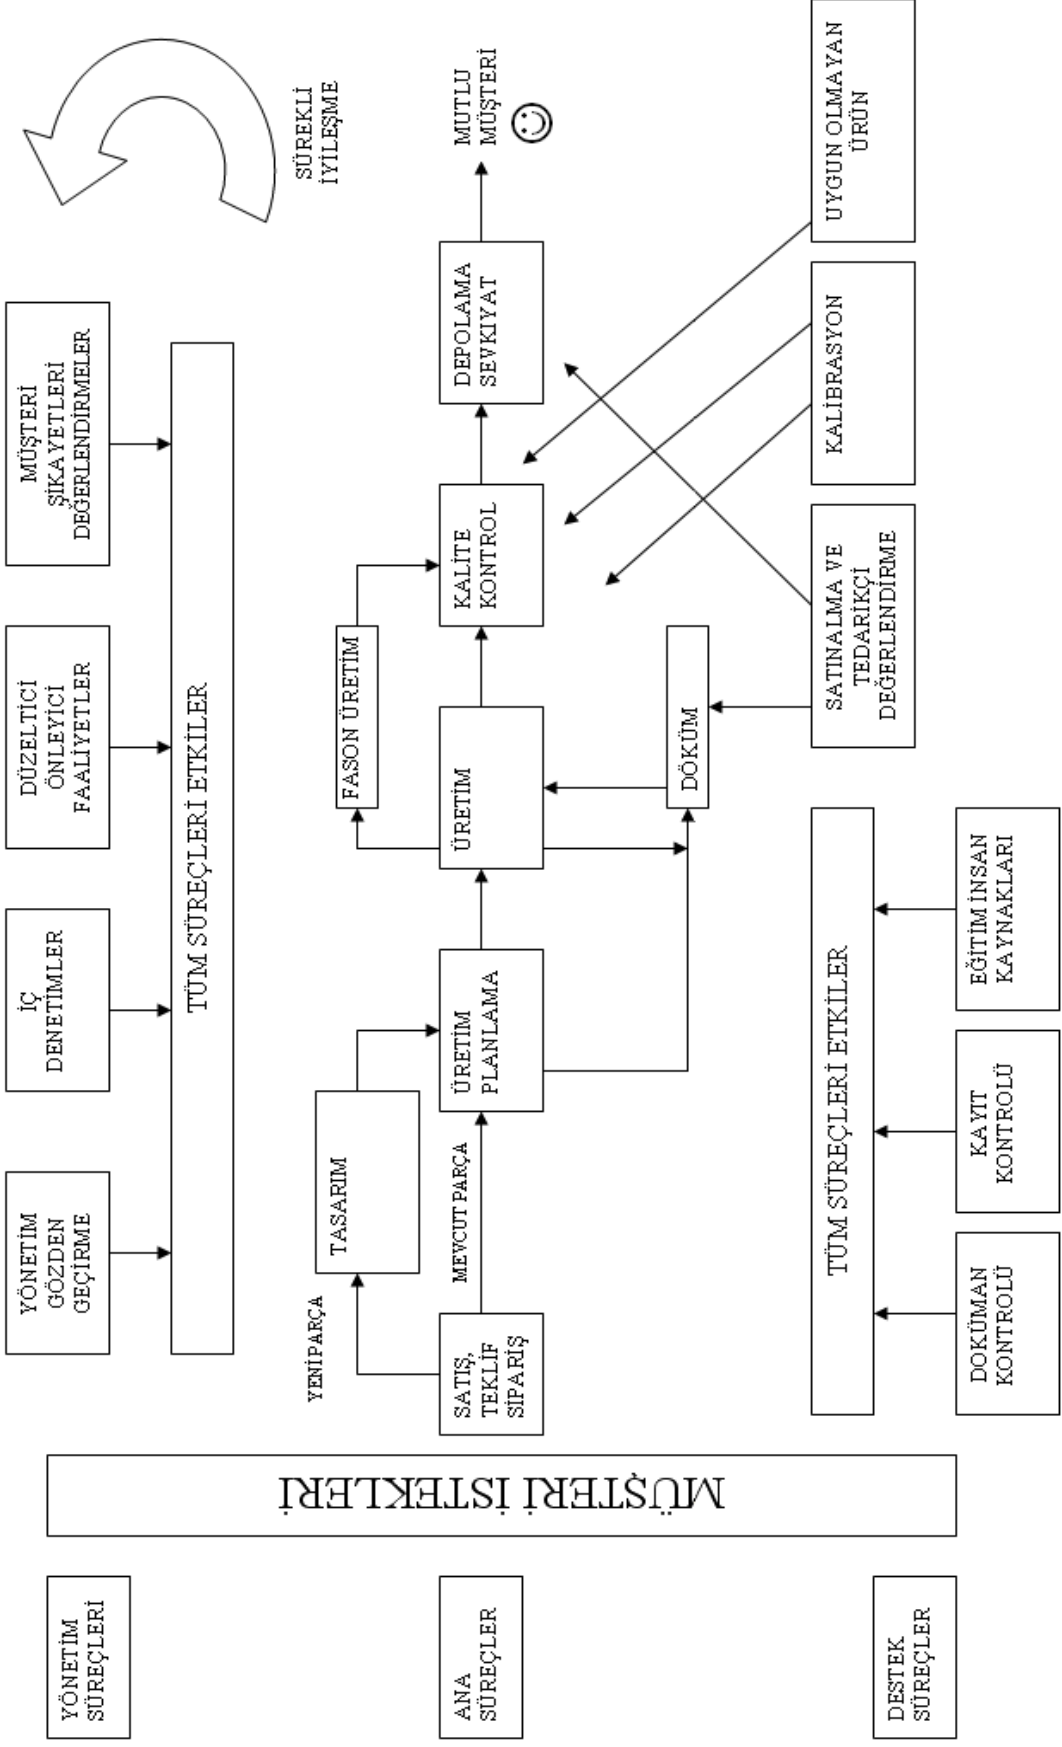 YÖNETİM
SÜREÇLERİ
YÖNETİM
GÖZDEN
GEÇİRME
İÇ
DENETİMLER
DÜZELTİCİ
ÖNLEYİCİ
FAALİYETLER
MÜŞTERİ
ŞİKAYETLERİ
DEĞERLENDİRMELER
TÜM SÜREÇLERİ ETKİLER
SÜREKLİ
İYİLEŞME
MÜŞTERİ İSTEKLERİ
ANA
SÜREÇLER
SATIŞ,
TEKLİF
SİPARİŞ
YENİPARÇA
TASARIM
MEVCUT PARÇA
ÜRETİM
PLANLAMA
FASON ÜRETİM
ÜRETİM
DÖKÜM
KALİTE
KONTROL
DEPOLAMA
SEVKIYAT
MUTLU
MÜŞTERİ
DESTEK
SÜREÇLER
TÜM SÜREÇLERİ ETKİLER
DOKÜMAN
KONTROLÜ
KAYIT
KONTROLÜ
EĞİTİM İNSAN
KAYNAKLARI
SATINALMA VE
TEDARİKÇİ
DEĞERLENDİRME
KALİBRASYON
UYGUN OLMAYAN
ÜRÜN